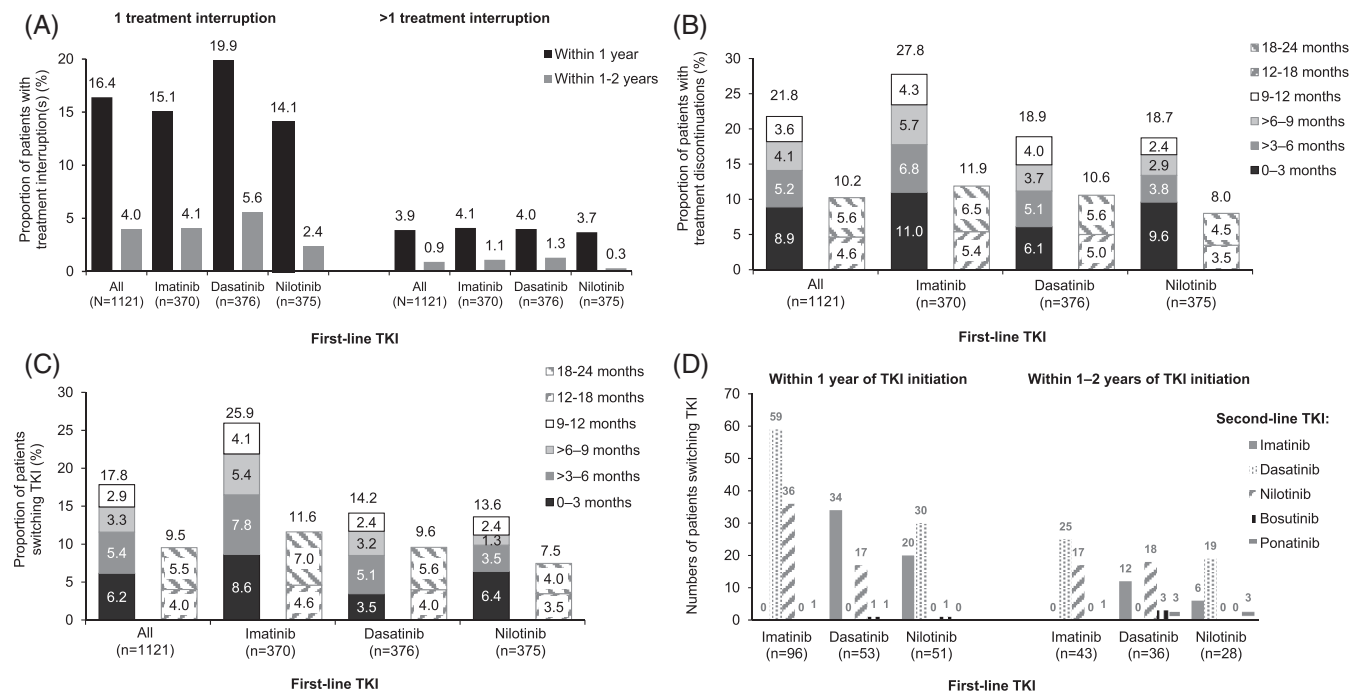 (A)
1 treatment interruption
>1 treatment interruption
Proportion of patients with
treatment interruption(s) (%)
20
15
10
5
0
16.4
4.0
15.1
4.1
19.9
5.6
14.1
2.4
3.9
0.9
4.1
1.1
4.0
1.3
3.7
0.3
Within 1 year
Within 1-2 years
All
(N=1121)
Imatinib
(n=370)
Dasatinib
(n=376)
Nilotinib
(n=375)
All
(N=1121)
Imatinib
(n=370)
Dasatinib
(n=376)
Nilotinib
(n=375)
First-line TKI
(B)
Proportion of patients with
treatment discontinuations (%)
30
25
20
15
10
5
0
21.8
3.6
4.1
5.2
8.9
10.2
5.6
4.6
27.8
4.3
5.7
6.8
11.0
11.9
6.5
5.4
18.9
4.0
3.7
5.1
6.1
10.6
5.6
5.0
18.7
2.4
2.9
3.8
9.6
8.0
4.5
3.5
18-24 months
12-18 months
9-12 months
>6–9 months
>3–6 months
0–3 months
All
(n=1121)
Imatinib
(n=370)
Dasatinib
(n=376)
Nilotinib
(n=375)
First-line TKI
(C)
Proportion of patients
switching TKI (%)
30
25
20
15
10
5
0
17.8
2.9
3.3
5.4
6.2
9.5
5.5
4.0
25.9
4.1
5.4
7.8
8.6
11.6
7.0
4.6
14.2
2.4
3.2
5.1
3.5
9.6
5.6
4.0
13.6
2.4
1.3
3.5
6.4
7.5
4.0
3.5
18-24 months
12-18 months
9-12 months
>6–9 months
>3–6 months
0–3 months
All
(n=1121)
Imatinib
(n=370)
Dasatinib
(n=376)
Nilotinib
(n=375)
First-line TKI
(D)
Within 1 year of TKI initiation
Within 1–2 years of TKI initiation
Numbers of patients switching TKI
70
60
50
40
30
20
10
0
0
59
36
0
1
34
0
17
1
1
20
30
0
1
0
0
25
17
0
1
12
0
18
3
3
6
19
0
0
3
Second-line TKI:
Imatinib
Dasatinib
Nilotinib
Bosutinib
Ponatinib
Imatinib
(n=96)
Dasatinib
(n=53)
Nilotinib
(n=51)
Imatinib
(n=43)
Dasatinib
(n=36)
Nilotinib
(n=28)
First-line TKI